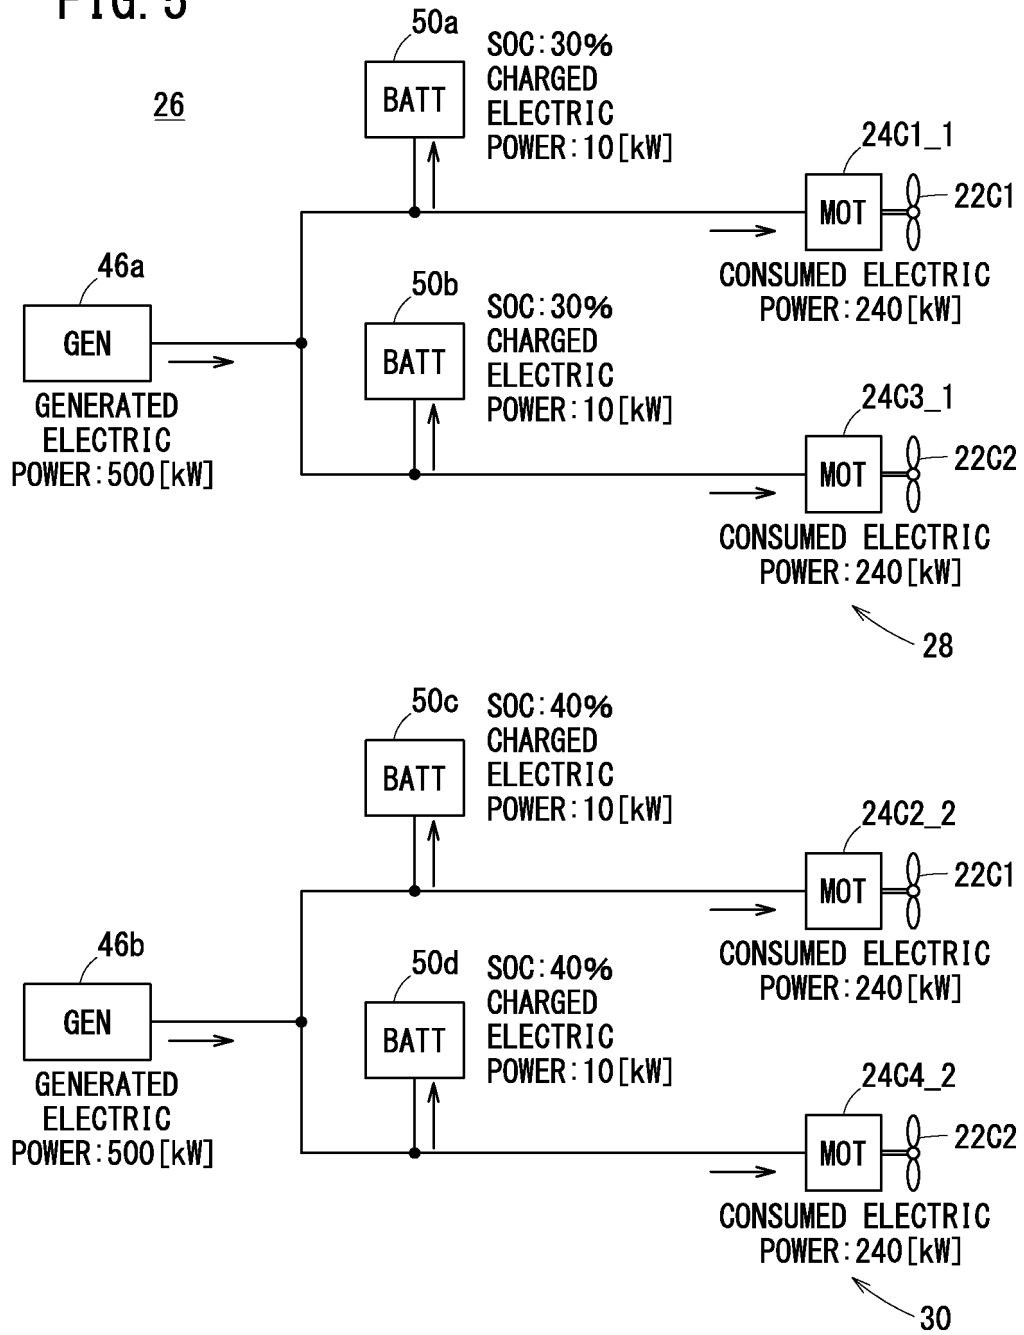 FIG. 5
26
50a
BATT
SOC:30%
CHARGED
ELECTRIC
POWER:10[kW]
24C1_1
MOT
22C1
CONSUMED ELECTRIC
POWER:240[kW]
46a
GEN
GENERATED
ELECTRIC
POWER:500[kW]
50b
BATT
SOC:30%
CHARGED
ELECTRIC
POWER:10[kW]
24C3_1
MOT
22C2
CONSUMED ELECTRIC
POWER:240[kW]
28
50c
BATT
SOC:40%
CHARGED
ELECTRIC
POWER:10[kW]
24C2_2
MOT
22C1
CONSUMED ELECTRIC
POWER:240[kW]
46b
GEN
GENERATED
ELECTRIC
POWER:500[kW]
50d
BATT
SOC:40%
CHARGED
ELECTRIC
POWER:10[kW]
24C4_2
MOT
22C2
CONSUMED ELECTRIC
POWER:240[kW]
30